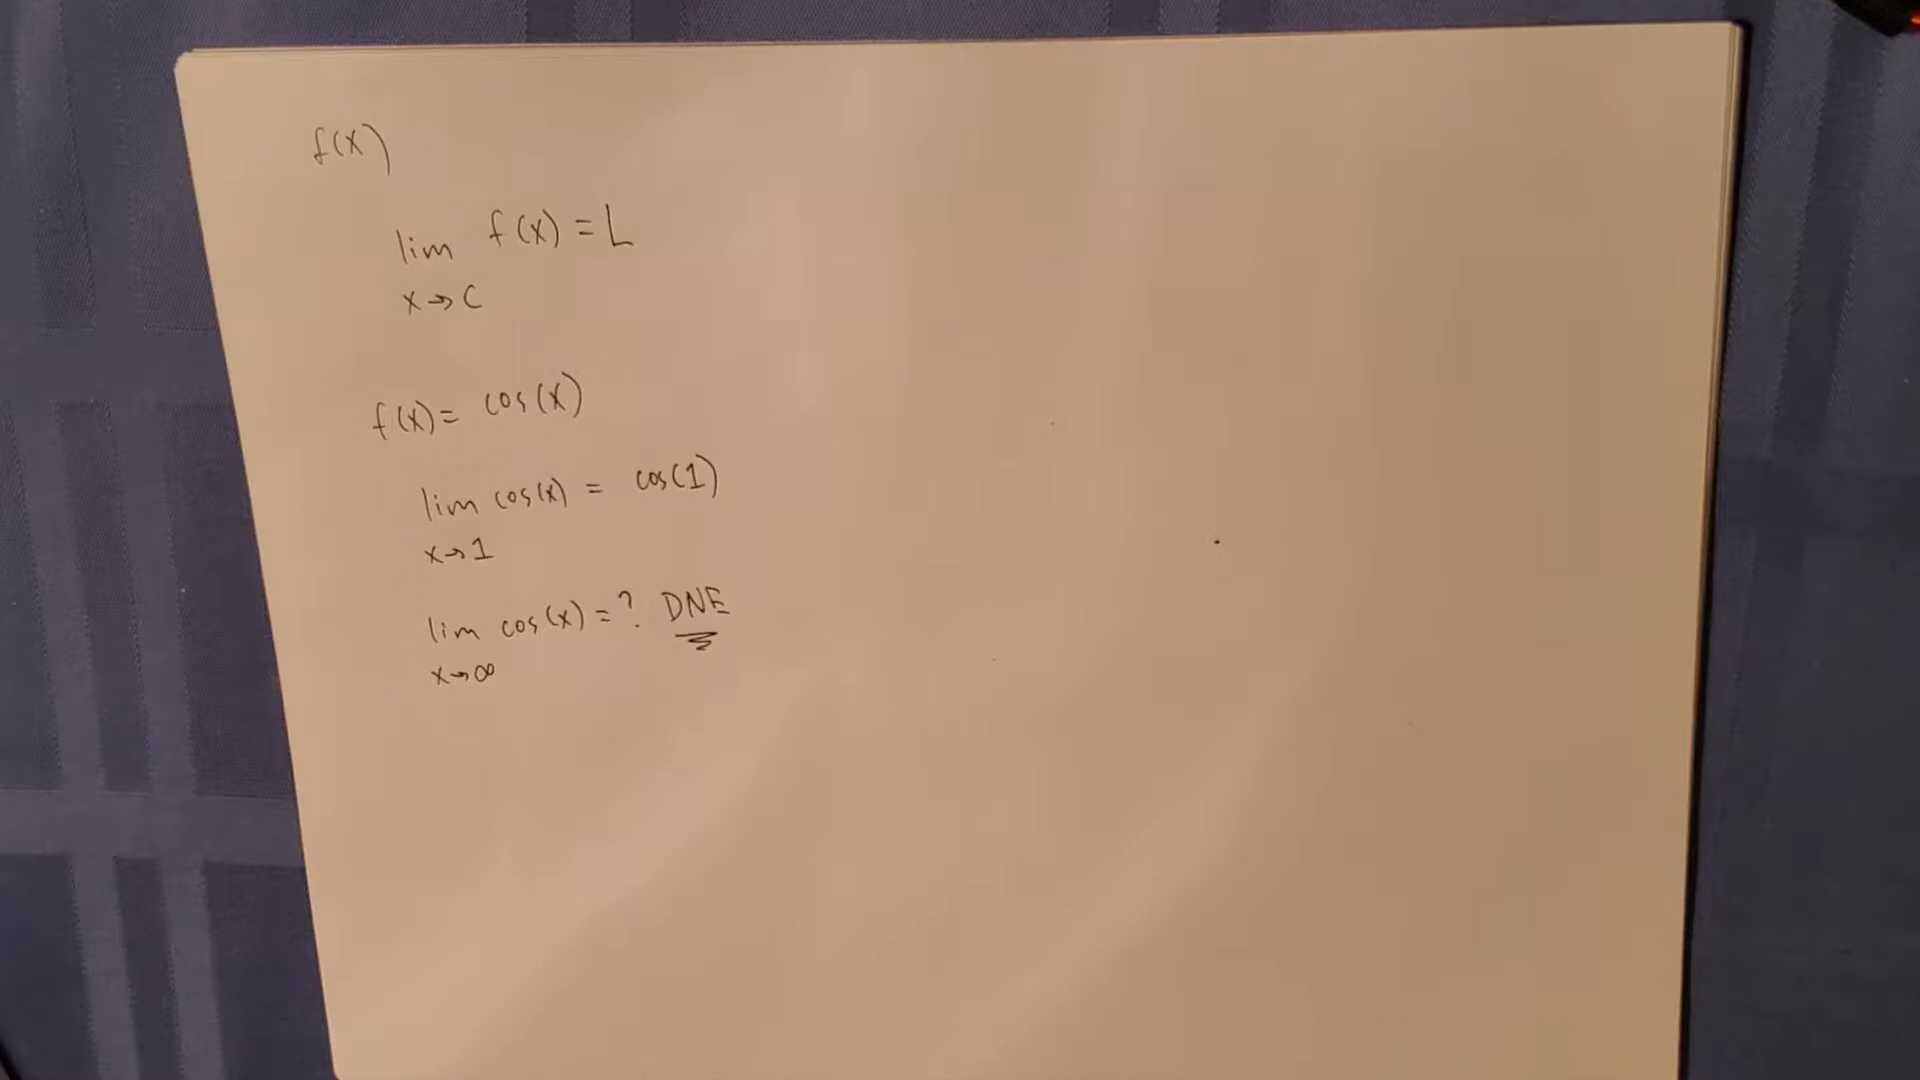 f(x)
lim f(x) = L
x→c
f(x) = cos(x)
lim cos(x) = cos(1)
x→1
lim cos(x) = ? DNE
x→∞